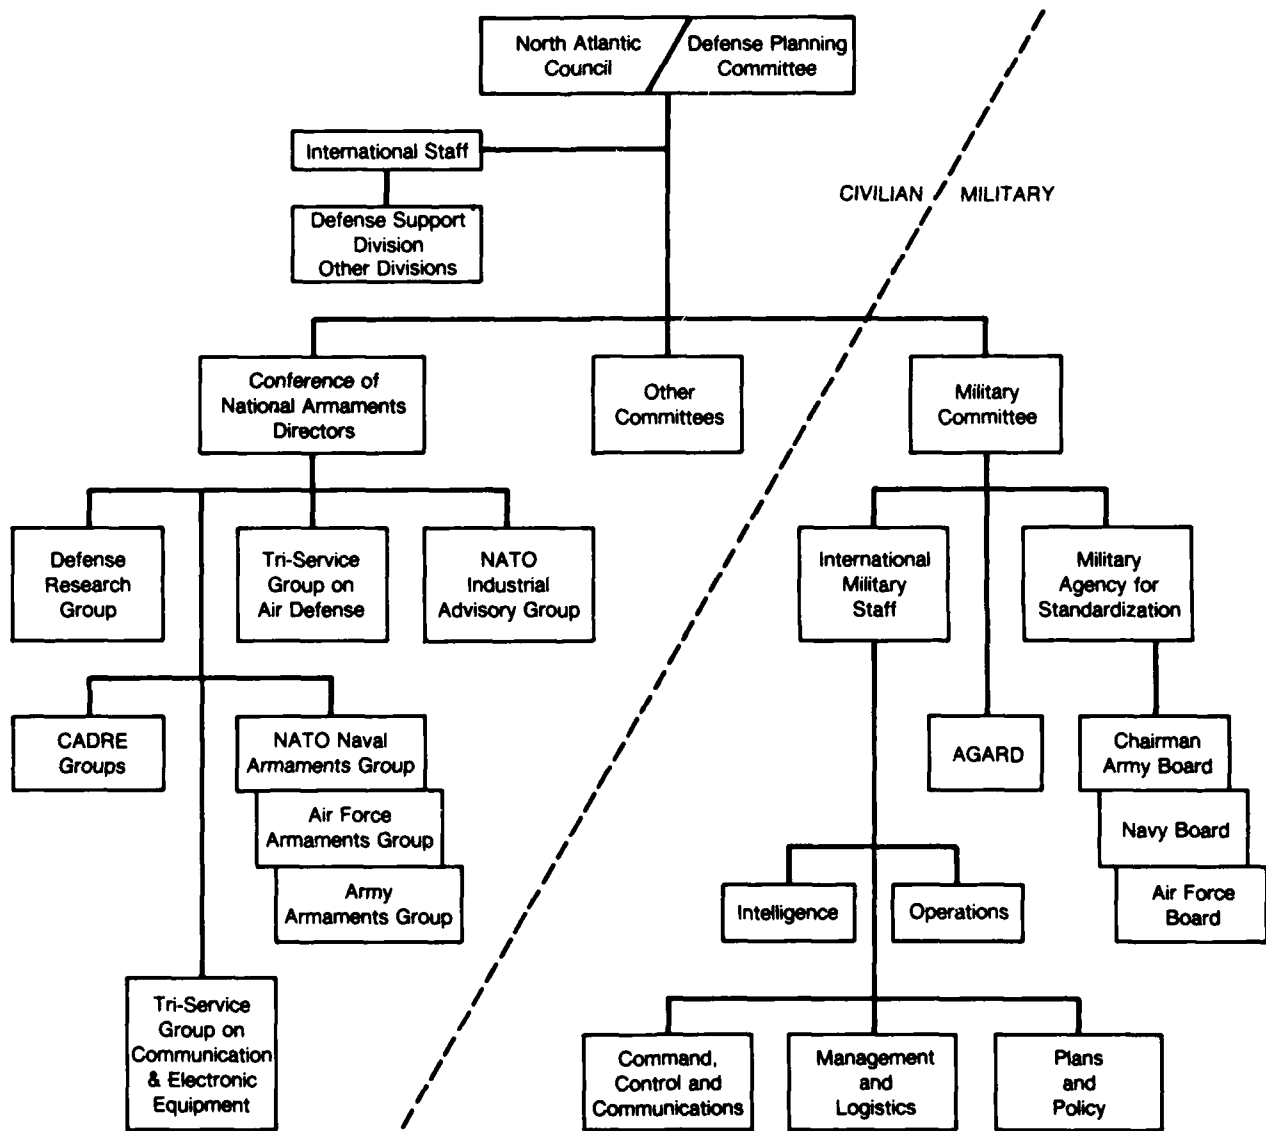 North Atlantic
Council
Defense Planning
Committee
International Staff
Defense Support
Division
Other Divisions
CIVILIAN
MILITARY
Conference of
National Armaments
Directors
Other
Committees
Military
Committee
Defense
Research
Group
Tri-Service
Group on
Air Defense
NATO
Industrial
Advisory Group
International
Military
Staff
Military
Agency for
Standardization
CADRE
Groups
NATO Naval
Armaments Group
Air Force
Armaments Group
Army
Armaments Group
AGARD
Chairman
Army Board
Navy Board
Air Force
Board
Intelligence
Operations
Tri-Service
Group on
Communication
& Electronic
Equipment
Command,
Control and
Communications
Management
and
Logistics
Plans
and
Policy